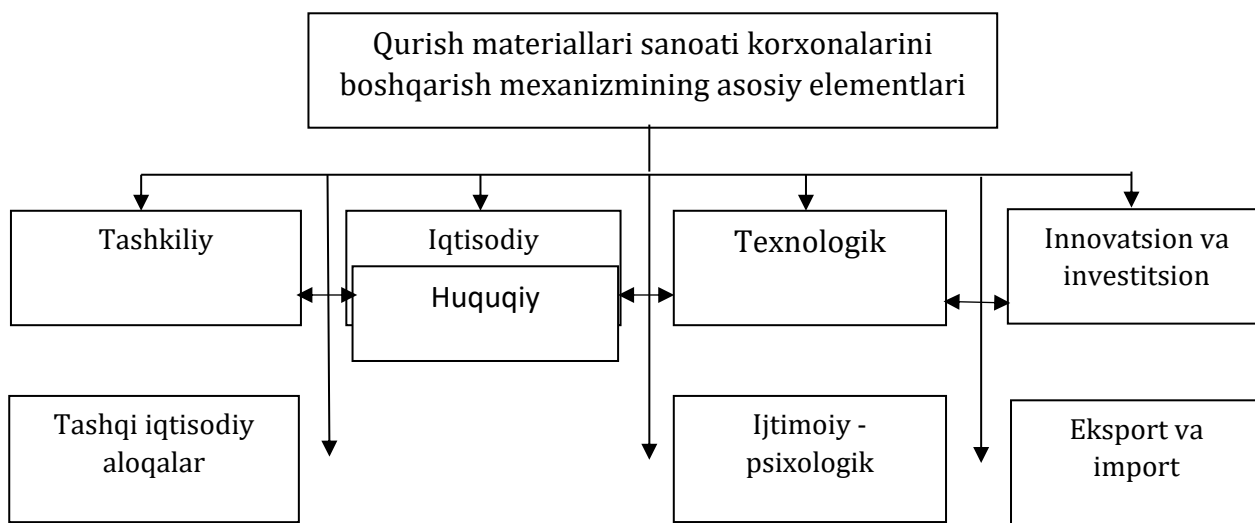 Qurish materiallari sanoati korxonalarini
boshqarish mexanizmining asosiy elementlari
Tashkiliy
Iqtisodiy
Texnologik
Innovatsion va
investitsion
Huquqiy
Tashqi iqtisodiy
aloqalar
Ijtimoiy -
psixologik
Eksport va
import